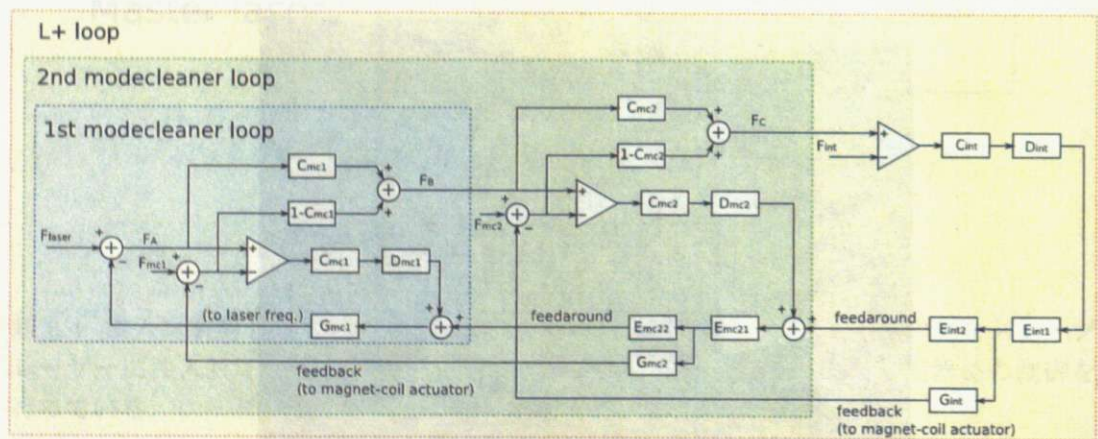 L+ loop
2nd modecleaner loop
1st modecleaner loop
Cmc1
1-Cmc1
Flaser
FA
Fmc1
Cmc1
Dmc1
(to laser freq.)
Gmc1
FB
Cmc2
1-Cmc2
FC
Fmc2
Cmc2
Dmc2
Fint
Cint
Dint
feedaround
Emc22
Emc21
feedaround
Eint2
Eint1
Gmc2
feedback
(to magnet-coil actuator)
Gint
feedback
(to magnet-coil actuator)